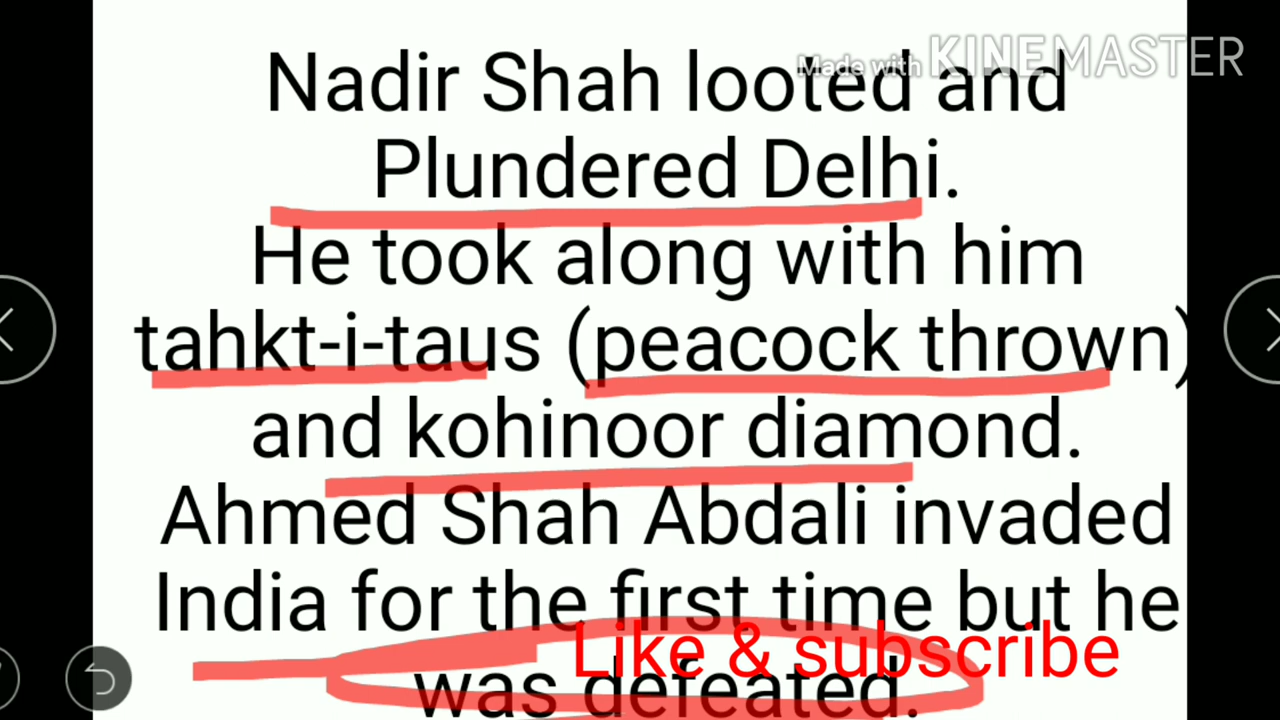 Made with KINEMASTER
Nadir Shah looted and
Plundered Delhi.
He took along with him
tahkt-i-taus (peacock thrown)
and kohinoor diamond.
Ahmed Shah Abdali invaded
India for the first time but he
Like & subscribe
was defeated.